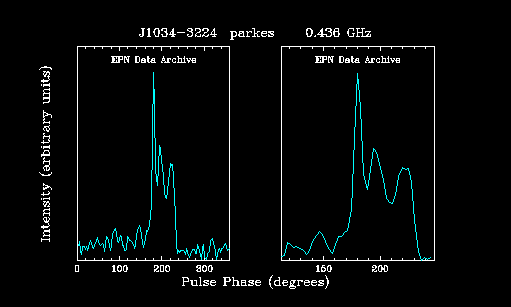 J1034-3224 parkes 0.436 GHz
EPN Data Archive EPN Data Archive
Intensity (arbitrary units)
0 100 200 300 160 200
Pulse Phase (degrees)